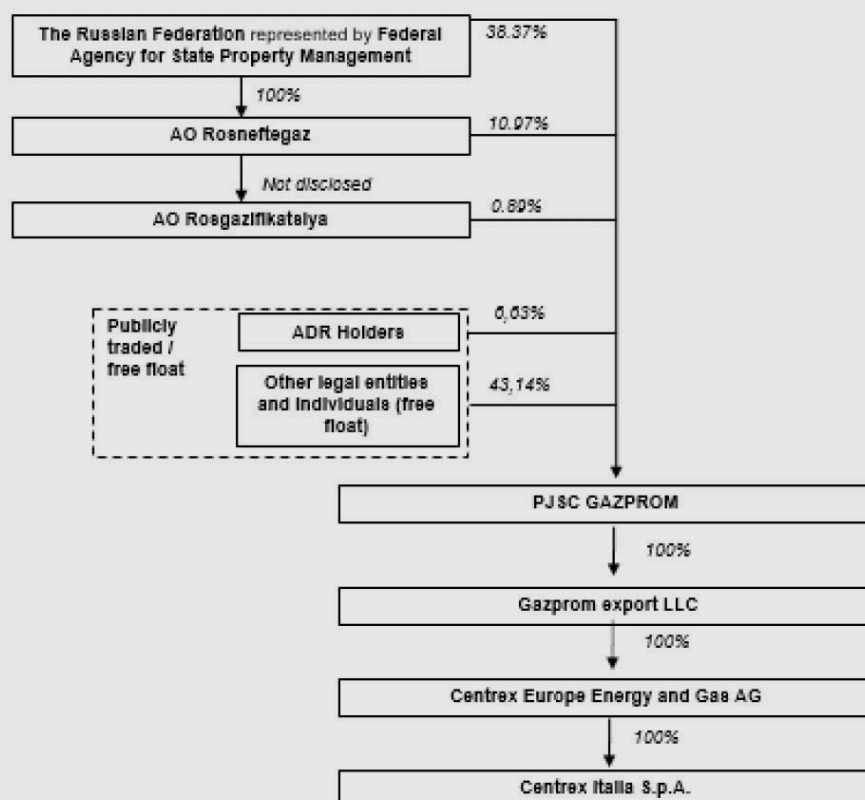 The Russian Federation represented by Federal
Agency for State Property Management
38.37%
100%
AO Rosneftegaz
10.97%
Not disclosed
AO Rosgazifikatsiya
0.89%
Publicly
traded /
free float
ADR Holders
6,63%
Other legal entities
and individuals (free
float)
43,14%
PJSC GAZPROM
100%
Gazprom export LLC
100%
Centrex Europe Energy and Gas AG
100%
Centrex Italia S.p.A.